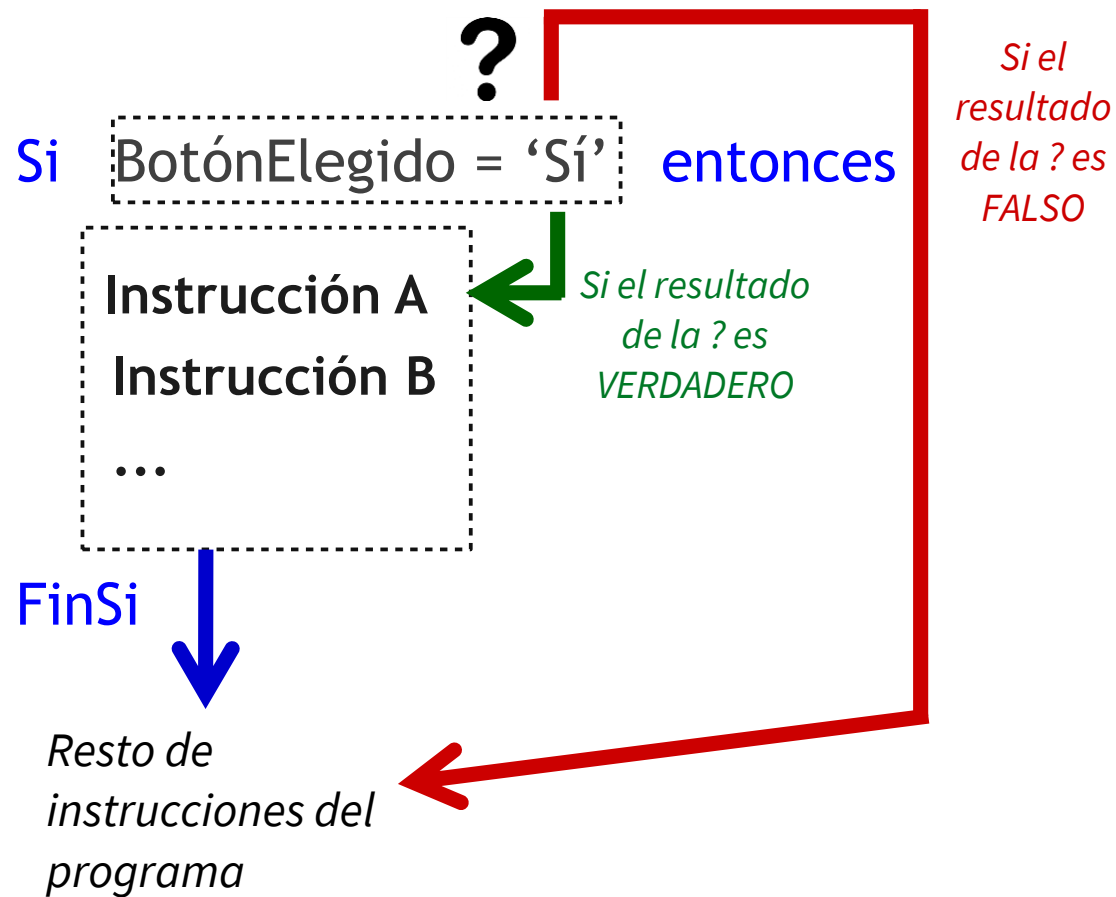 ?
Si el
resultado
de la ? es
FALSO
Si BotónElegido = ‘Sí’ entonces
Instrucción A
Instrucción B
...
Si el resultado
de la ? es
VERDADERO
FinSi
Resto de
instrucciones del
programa